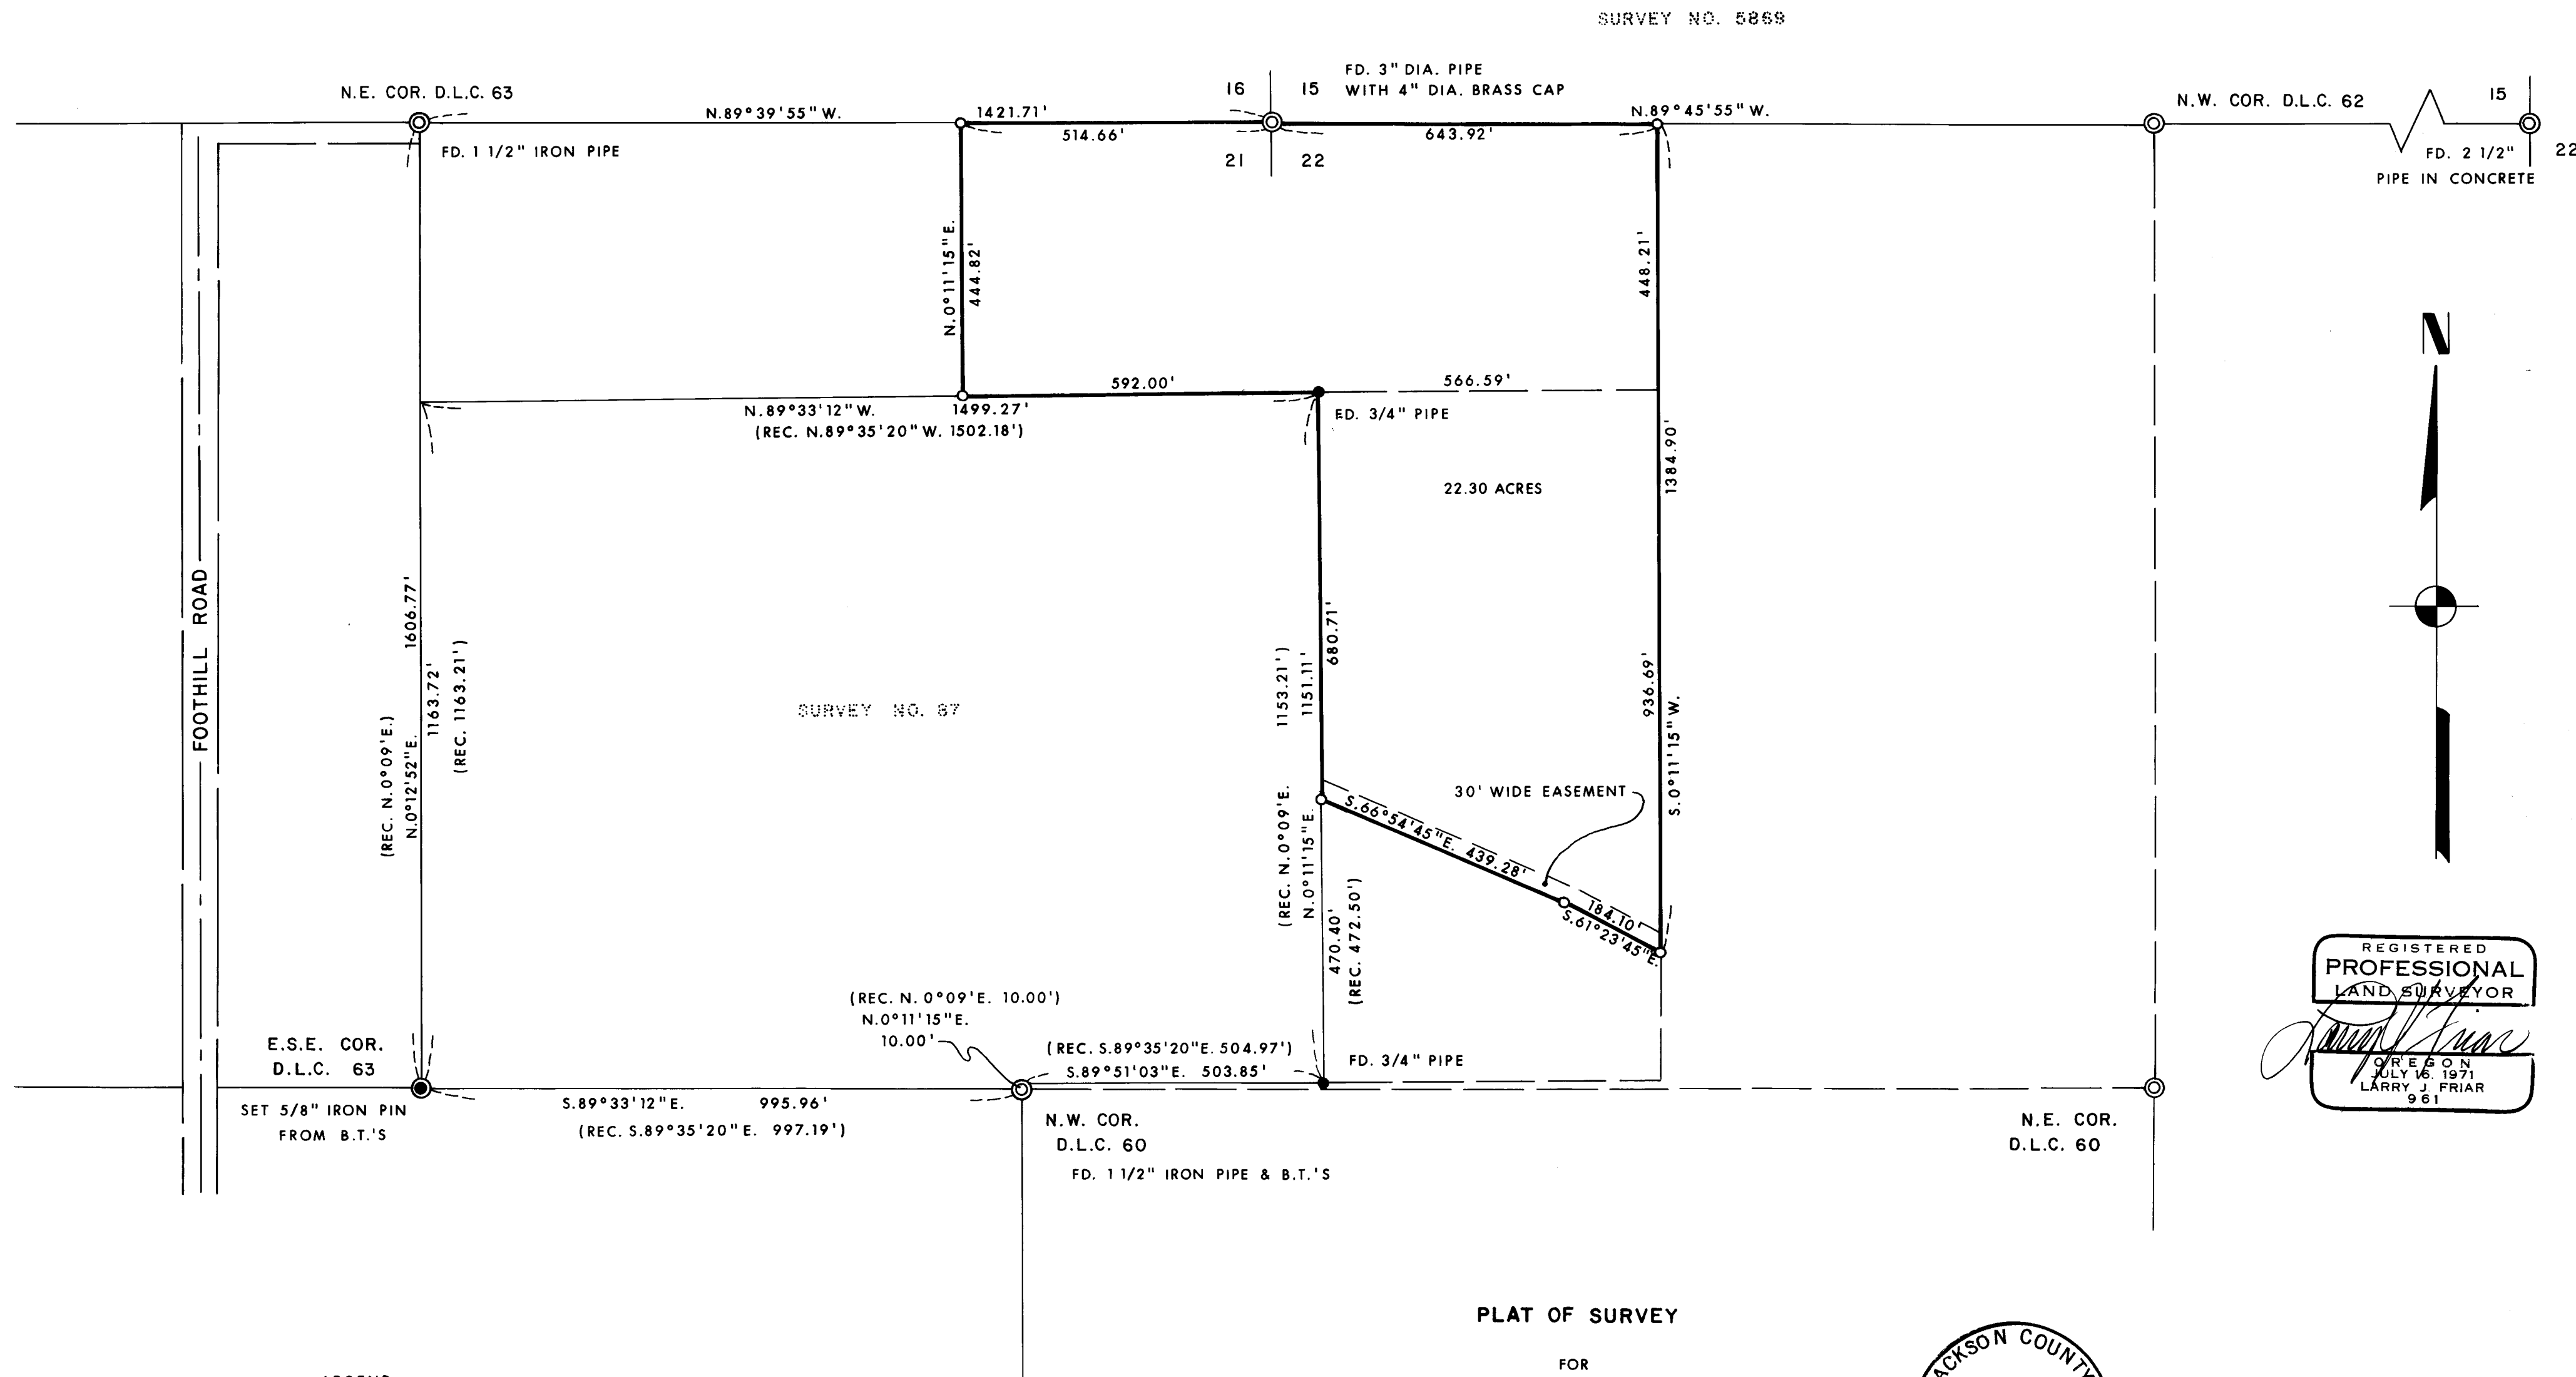 SURVEY NO. 5869
FD. 3" DIA. PIPE
WITH 4" DIA. BRASS CAP
N.E. COR. D.L.C. 63
16
15
N.W. COR. D.L.C. 62
15
N.89°39'55"W.
1421.71'
514.66'
643.92'
N.89°45'55"W.
FD. 1 1/2" IRON PIPE
21
22
FD. 2 1/2"
22
PIPE IN CONCRETE
N.0°11'15"E.
444.82'
448.21'
N
592.00'
566.59'
N.89°33'12"W.
1499.27'
(REC. N.89°35'20"W. 1502.18')
FD. 3/4" PIPE
1384.90'
22.30 ACRES
FOOTHILL ROAD
1606.77'
1163.72'
(REC. 1163.21')
(REC. N.0°09'E.)
N.0°12'52"E.
SURVEY NO. 87
680.71'
1151.11'
1153.21')
936.69'
S.0°11'15"W.
30' WIDE EASEMENT
S.66°54'45"E. 439.28'
(REC. N.0°09'E.
N.0°11'15"E.
184.10'
S.61°23'45"E.
470.40'
(REC. 472.50')
REGISTERED
PROFESSIONAL
LAND SURVEYOR
Larry J Friar
OREGON
JULY 16, 1971
LARRY J. FRIAR
961
(REC. N. 0°09'E. 10.00')
N.0°11'15"E.
10.00'
E.S.E. COR.
D.L.C. 63
(REC. S.89°35'20"E. 504.97')
S.89°51'03"E. 503.85'
FD. 3/4" PIPE
SET 5/8" IRON PIN
FROM B.T.'S
S.89°33'12"E. 995.96'
(REC. S.89°35'20"E. 997.19')
N.W. COR.
D.L.C. 60
FD. 1 1/2" IRON PIPE & B.T.'S
N.E. COR.
D.L.C. 60
PLAT OF SURVEY
FOR
ACKSON COUNTY